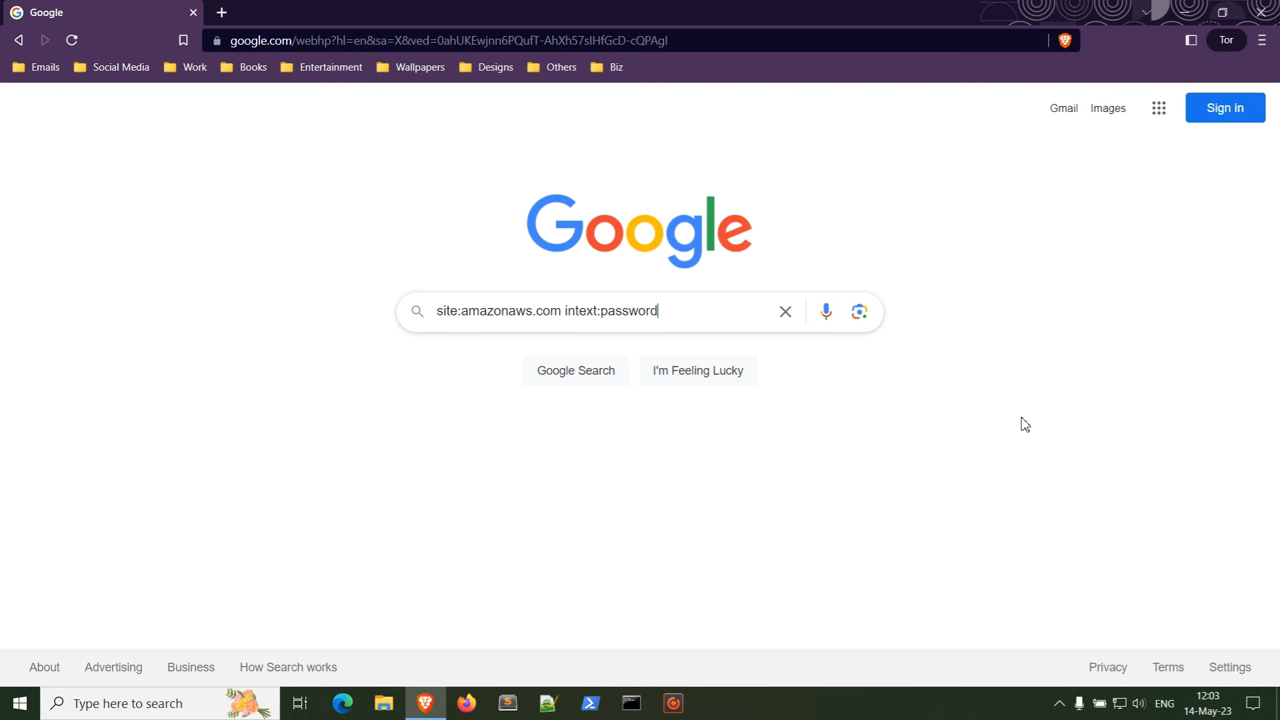 Google
google.com/webhp?hl=en&sa=X&ved=0ahUKEwjnn6PQufT-AhXh57sIHfGcD-cQPAgI
Tor
Emails Social Media Work Books Entertainment Wallpapers Designs Others Biz
Gmail Images Sign in
Google
site:amazonaws.com intext:password
Google Search I'm Feeling Lucky
About Advertising Business How Search works Privacy Terms Settings
Type here to search
ENG
12:03
14-May-23